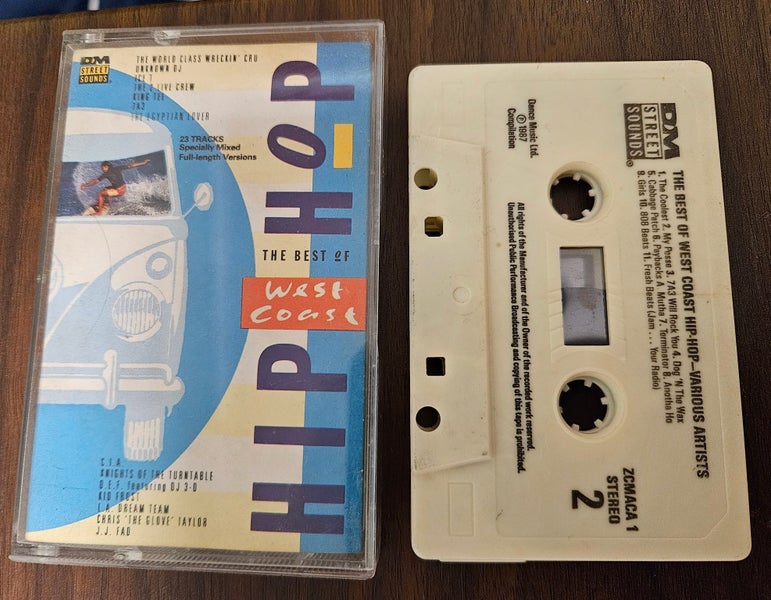 DM
STREET
SOUNDS
THE WORLD CLASS WRECKIN' CRU
UNKNOWN DJ
ICE T
THE 2 LIVE CREW
KING TEE
7A3
THE EGYPTIAN LOVER
23 TRACKS
Specially Mixed
Full-length Versions
HIP HOP
THE BEST OF
West
Coast
C.I.A.
KNIGHTS OF THE TURNTABLE
D.E.F. featuring DJ 3-D
KID FROST
L.A. DREAM TEAM
CHRIS 'THE GLOVE' TAYLOR
J.J. FAD
DM
STREET
SOUNDS®
THE BEST OF WEST COAST HIP-HOP–VARIOUS ARTISTS
1. The Coolest 2. My Posse 3. 7A3 Will Rock You 4. Dog 'N The Wax
5. Cabbage Patch 6. Paybacks A Mutha 7. Terminator 8. Anotha Ho
9. Girls 10. 808 Beats 11. Fresh Beats (Jam . . . Your Radio)
ZCMACA 1
STEREO
2
Dance Music Ltd.
℗ 1987
Compilation
All rights of the Manufacturer and of the Owner of the recorded work reserved.
Unauthorised Public Performance Broadcasting and copying of this tape is prohibited.